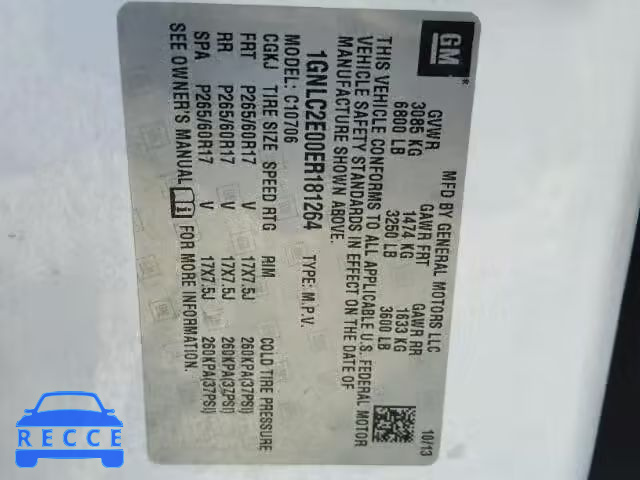 GM
MFD BY GENERAL MOTORS LLC
10/13
GVWR GAWR FRT GAWR RR
3085 KG 1474 KG 1633 KG
6800 LB 3250 LB 3600 LB
THIS VEHICLE CONFORMS TO ALL APPLICABLE U.S. FEDERAL MOTOR
VEHICLE SAFETY STANDARDS IN EFFECT ON THE DATE OF
MANUFACTURE SHOWN ABOVE.
1GNLC2E00ER181264 TYPE: M.P.V.
MODEL: C10706
CGKJ TIRE SIZE SPEED RTG RIM COLD TIRE PRESSURE
FRT P265/60R17 V 17X7.5J 260KPA(37PSI)
RR P265/60R17 V 17X7.5J 260KPA(37PSI)
SPA P265/60R17 V 17X7.5J 260KPA(37PSI)
SEE OWNER'S MANUAL FOR MORE INFORMATION.
RECCE